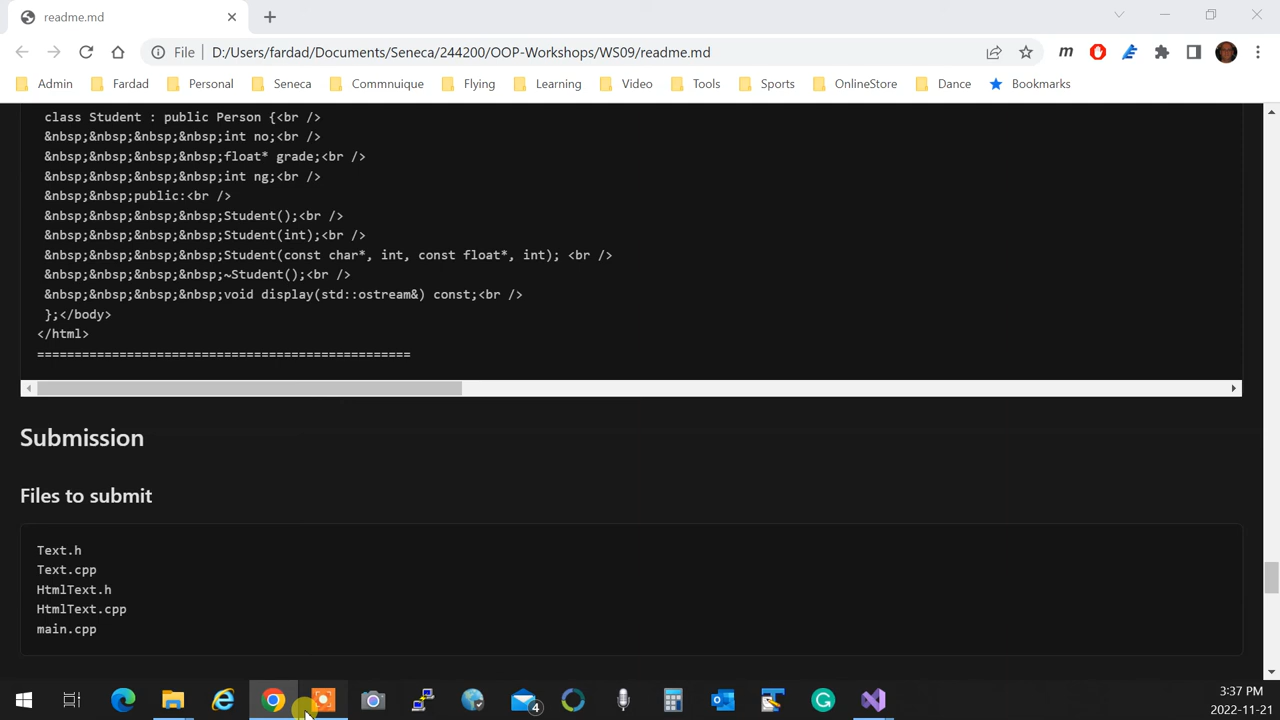 readme.md
File
D:/Users/fardad/Documents/Seneca/244200/OOP-Workshops/WS09/readme.md
m
Admin
Fardad
Personal
Seneca
Commnuique
Flying
Learning
Video
Tools
Sports
OnlineStore
Dance
Bookmarks
class Student : public Person {<br />
&nbsp;&nbsp;&nbsp;&nbsp;int no;<br />
&nbsp;&nbsp;&nbsp;&nbsp;float* grade;<br />
&nbsp;&nbsp;&nbsp;&nbsp;int ng;<br />
&nbsp;&nbsp;public:<br />
&nbsp;&nbsp;&nbsp;&nbsp;Student();<br />
&nbsp;&nbsp;&nbsp;&nbsp;Student(int);<br />
&nbsp;&nbsp;&nbsp;&nbsp;Student(const char*, int, const float*, int); <br />
&nbsp;&nbsp;&nbsp;&nbsp;~Student();<br />
&nbsp;&nbsp;&nbsp;&nbsp;void display(std::ostream&) const;<br />
};</body>
</html>
==================================================
Submission
Files to submit
Text.h
Text.cpp
HtmlText.h
HtmlText.cpp
main.cpp
4
3:37 PM
2022-11-21